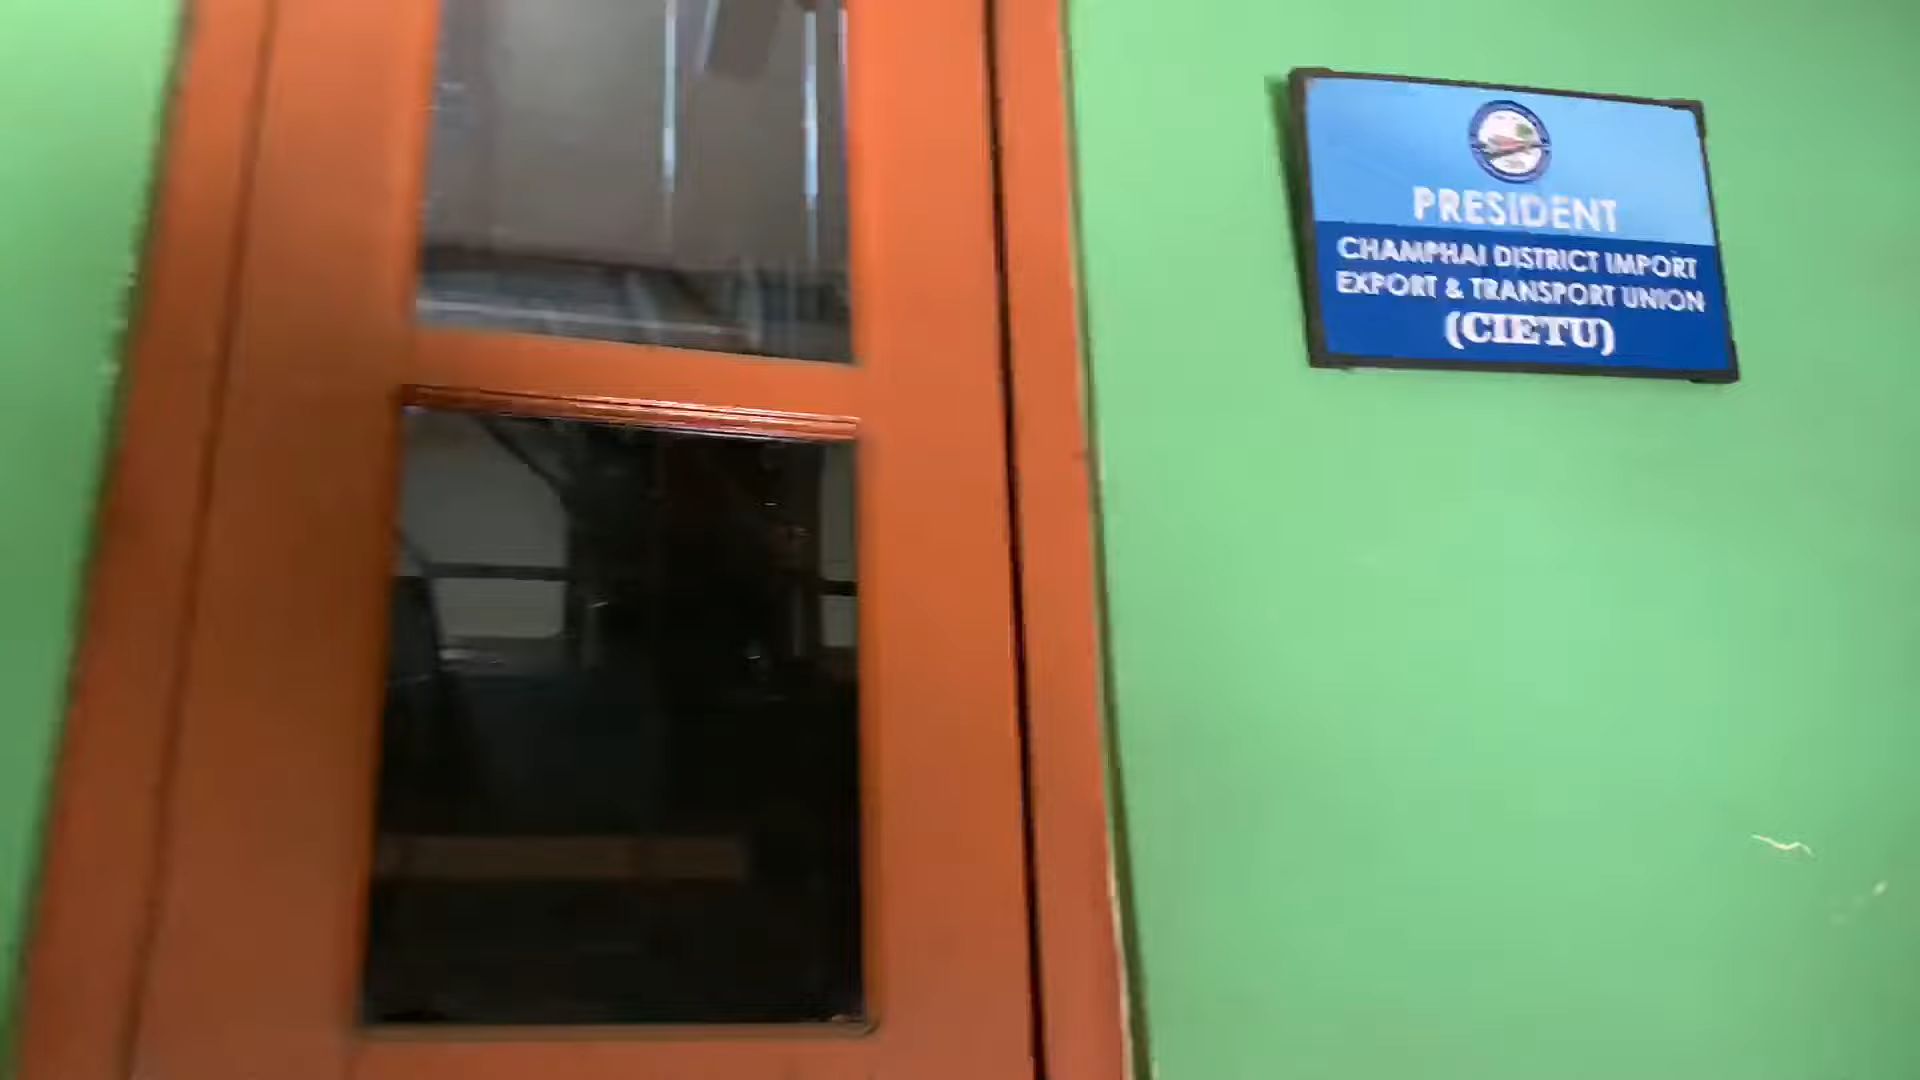 PRESIDENT
CHAMPHAI DISTRICT IMPORT
EXPORT & TRANSPORT UNION
(CIETU)